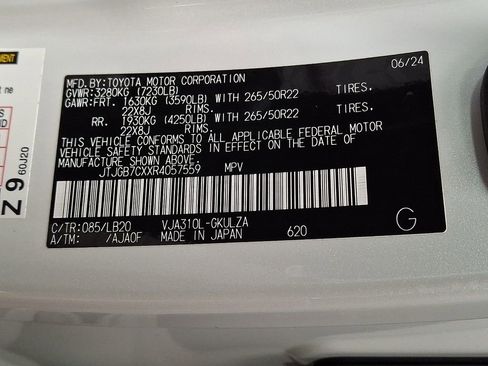 MFD.BY:TOYOTA MOTOR CORPORATION 06/24
GVWR:3280KG (7230LB)
GAWR:FRT. 1630KG (3590LB) WITH 265/50R22 TIRES.
22X8J RIMS.
RR. 1930KG (4250LB) WITH 265/50R22 TIRES.
22X8J RIMS.
THIS VEHICLE CONFORMS TO ALL APPLICABLE FEDERAL MOTOR
VEHICLE SAFETY STANDARDS IN EFFECT ON THE DATE OF
MANUFACTURE SHOWN ABOVE.
JTJGB7CXXR4057559 MPV
C/TR:085/LB20 VJA310L-GKULZA
A/TM: /AJA0F MADE IN JAPAN 620
G
Z 9 60J20